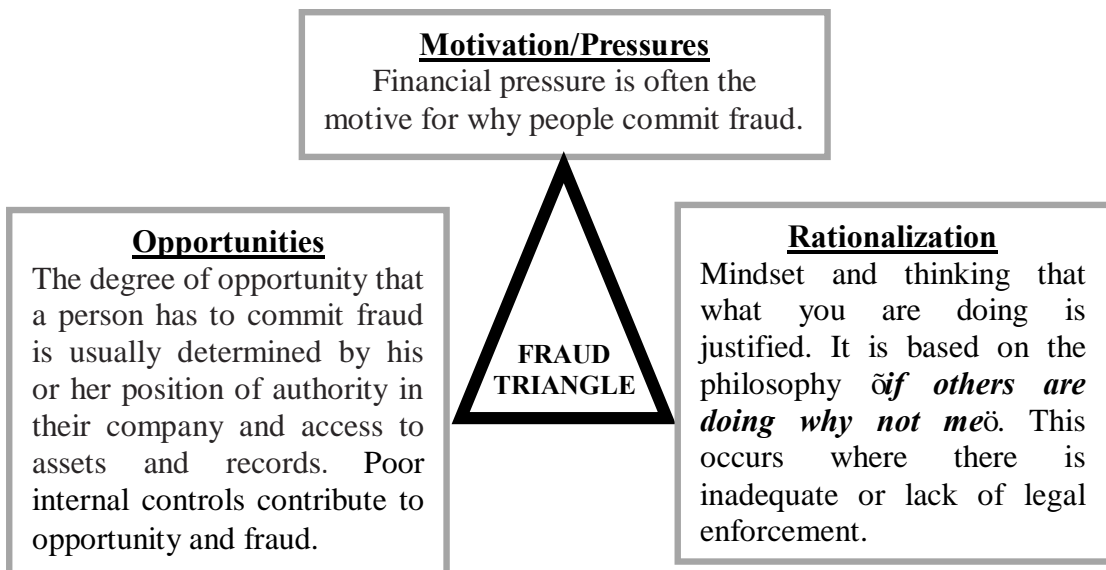 Motivation/Pressures
Financial pressure is often the
motive for why people commit fraud.
Opportunities
The degree of opportunity that
a person has to commit fraud
is usually determined by his
or her position of authority in
their company and access to
assets and records. Poor
internal controls contribute to
opportunity and fraud.
FRAUD
TRIANGLE
Rationalization
Mindset and thinking that
what you are doing is
justified. It is based on the
philosophy õif others are
doing why not meö. This
occurs where there is
inadequate or lack of legal
enforcement.